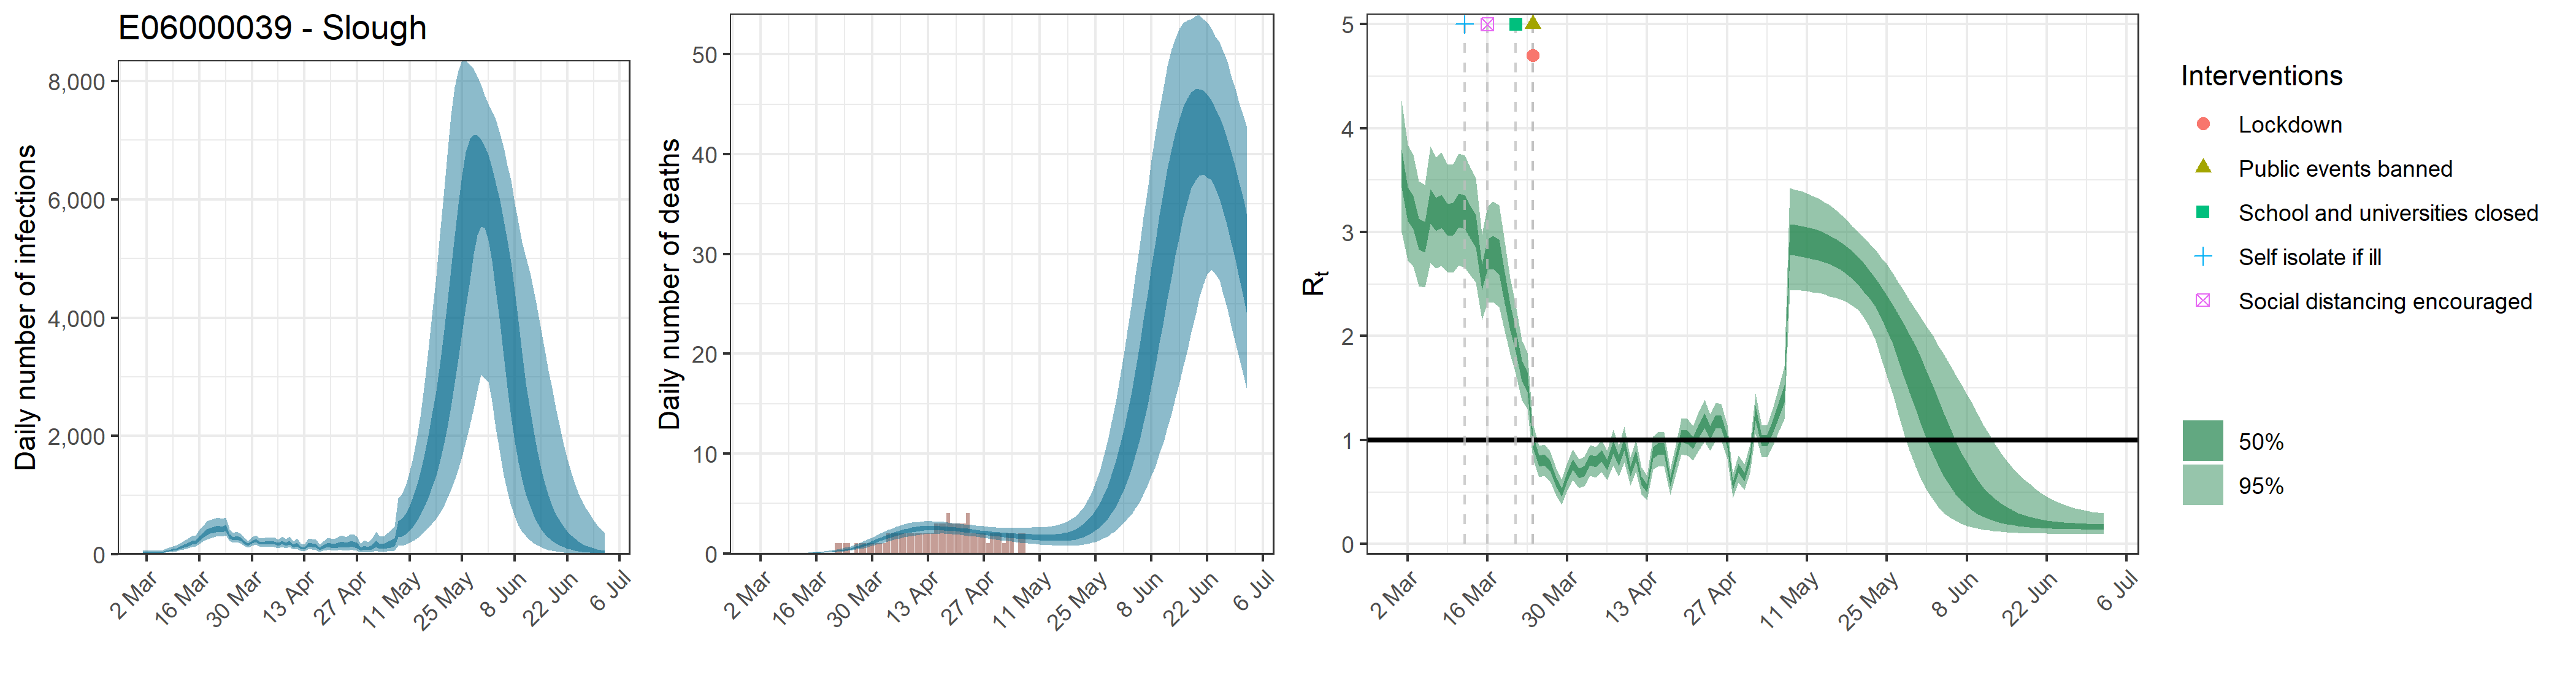 E06000039 - Slough
Daily number of infections
8,000
6,000
4,000
2,000
0
2 Mar
16 Mar
30 Mar
13 Apr
27 Apr
11 May
25 May
8 Jun
22 Jun
6 Jul
Daily number of deaths
50
40
30
20
10
0
2 Mar
16 Mar
30 Mar
13 Apr
27 Apr
11 May
25 May
8 Jun
22 Jun
6 Jul
Rt
5
4
3
2
1
0
2 Mar
16 Mar
30 Mar
13 Apr
27 Apr
11 May
25 May
8 Jun
22 Jun
6 Jul
Interventions
Lockdown
Public events banned
School and universities closed
Self isolate if ill
Social distancing encouraged
50%
95%